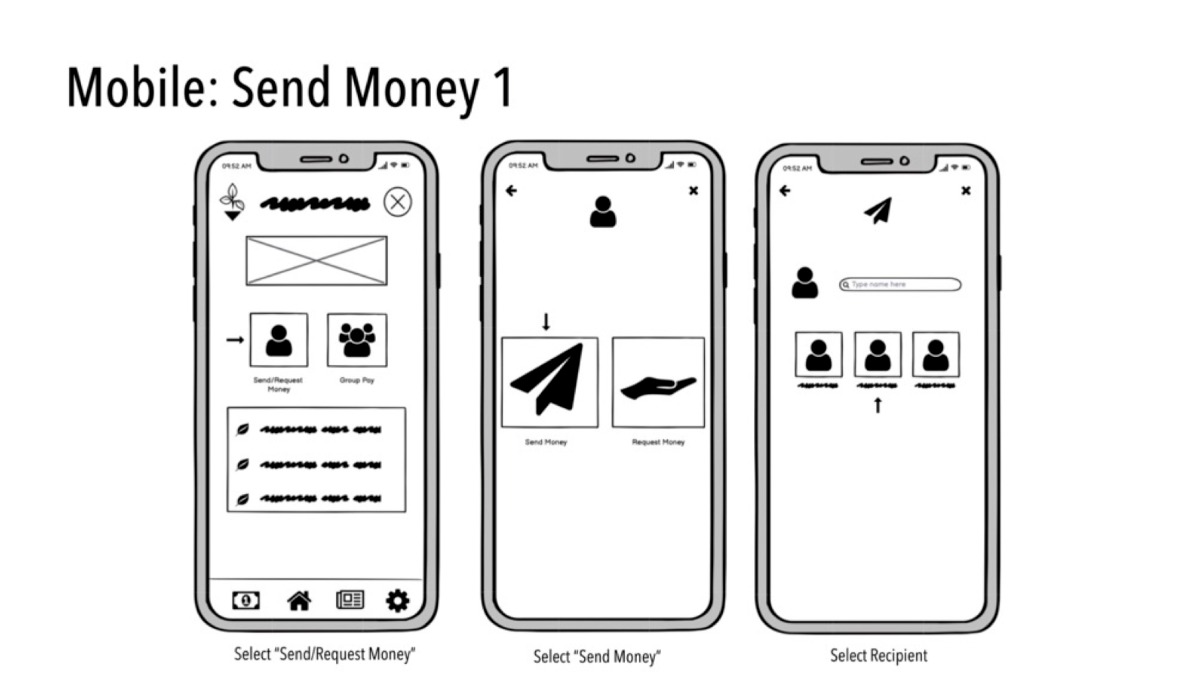 Mobile: Send Money 1
09:52 AM
Send/Request
Money
Group Pay
Select "Send/Request Money"
09:52 AM
Send Money
Request Money
Select "Send Money"
09:52 AM
Type name here
Select Recipient